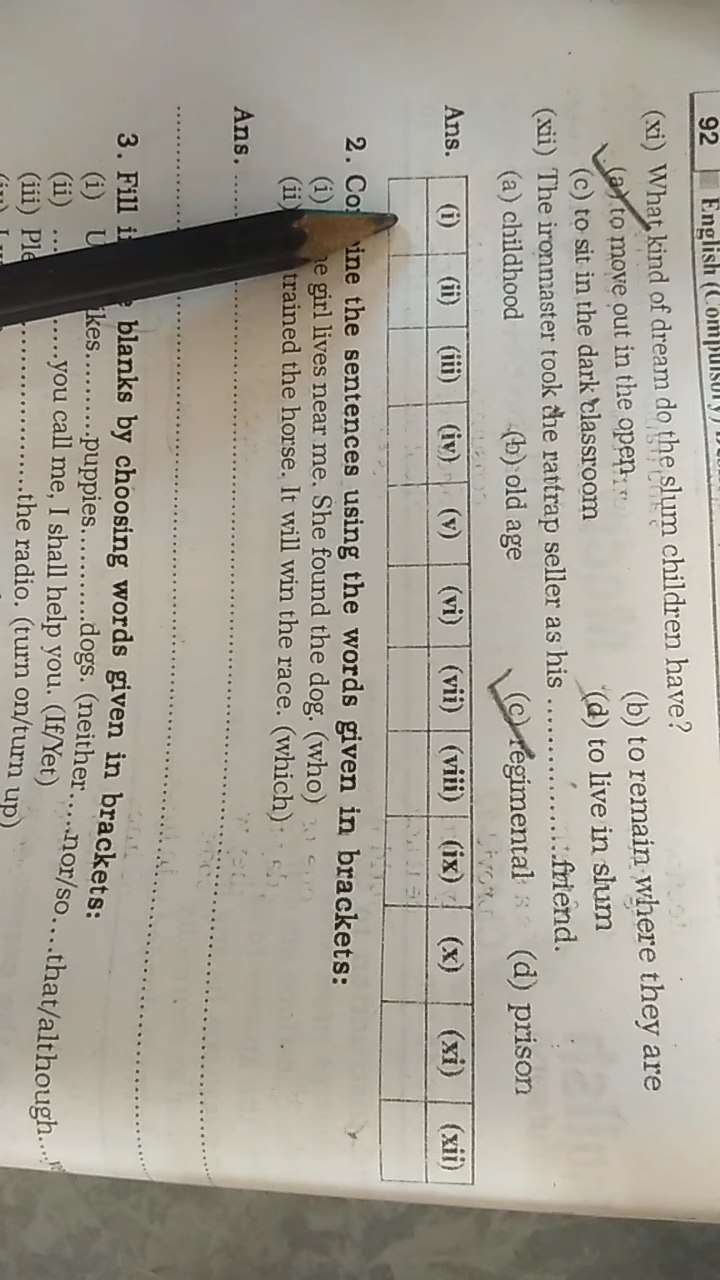 92 English (Compulsory)
(xi) What kind of dream do the slum children have?
(a) to move out in the open (b) to remain where they are
(c) to sit in the dark classroom (d) to live in slum
(xii) The ironmaster took the rattrap seller as his ..................friend.
(a) childhood (b) old age (c) regimental (d) prison
Ans. (i) (ii) (iii) (iv) (v) (vi) (vii) (viii) (ix) (x) (xi) (xii)
2. ine the sentences using the words given in brackets:
(i) girl lives near me. She found the dog. (who)
(ii) trained the horse. It will win the race. (which)
Ans.
3. Fill blanks by choosing words given in brackets:
(i) kes.........puppies...........dogs. (neither....nor/so....that/although....
(ii) .........you call me, I shall help you. (If/Yet)
(iii) ..................the radio. (turn on/turn up)